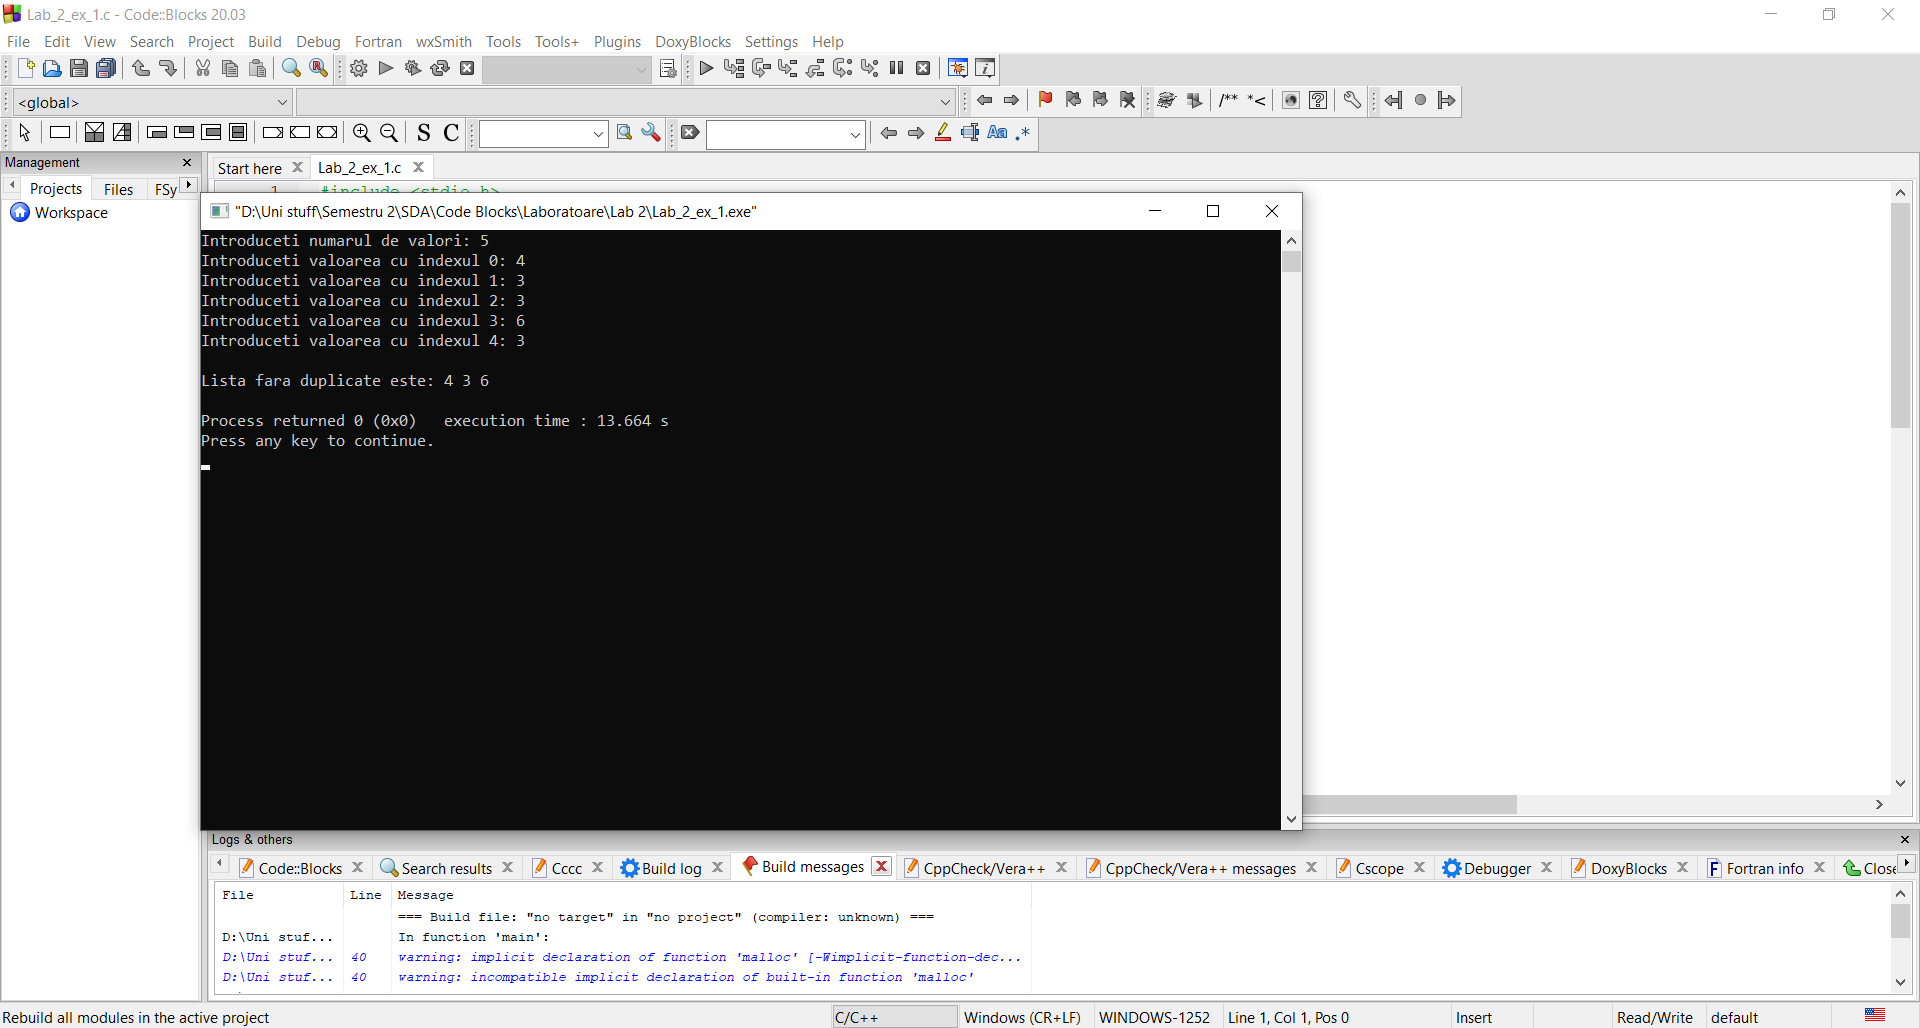 Lab_2_ex_1.c - Code::Blocks 20.03
File Edit View Search Project Build Debug Fortran wxSmith Tools Tools+ Plugins DoxyBlocks Settings Help
<global>
/** *<
S C
Aa .*
Management
Start here Lab_2_ex_1.c
Projects Files FSy
1 #include <stdio.h>
Workspace
"D:\Uni stuff\Semestru 2\SDA\Code Blocks\Laboratoare\Lab 2\Lab_2_ex_1.exe"
Introduceti numarul de valori: 5
Introduceti valoarea cu indexul 0: 4
Introduceti valoarea cu indexul 1: 3
Introduceti valoarea cu indexul 2: 3
Introduceti valoarea cu indexul 3: 6
Introduceti valoarea cu indexul 4: 3
Lista fara duplicate este: 4 3 6
Process returned 0 (0x0)   execution time : 13.664 s
Press any key to continue.
Logs & others
Code::Blocks Search results Cccc Build log Build messages CppCheck/Vera++ CppCheck/Vera++ messages Cscope Debugger DoxyBlocks Fortran info Close
File Line Message
=== Build file: "no target" in "no project" (compiler: unknown) ===
D:\Uni stuf... In function 'main':
D:\Uni stuf... 40 warning: implicit declaration of function 'malloc' [-Wimplicit-function-dec...
D:\Uni stuf... 40 warning: incompatible implicit declaration of built-in function 'malloc'
Rebuild all modules in the active project C/C++ Windows (CR+LF) WINDOWS-1252 Line 1, Col 1, Pos 0 Insert Read/Write default